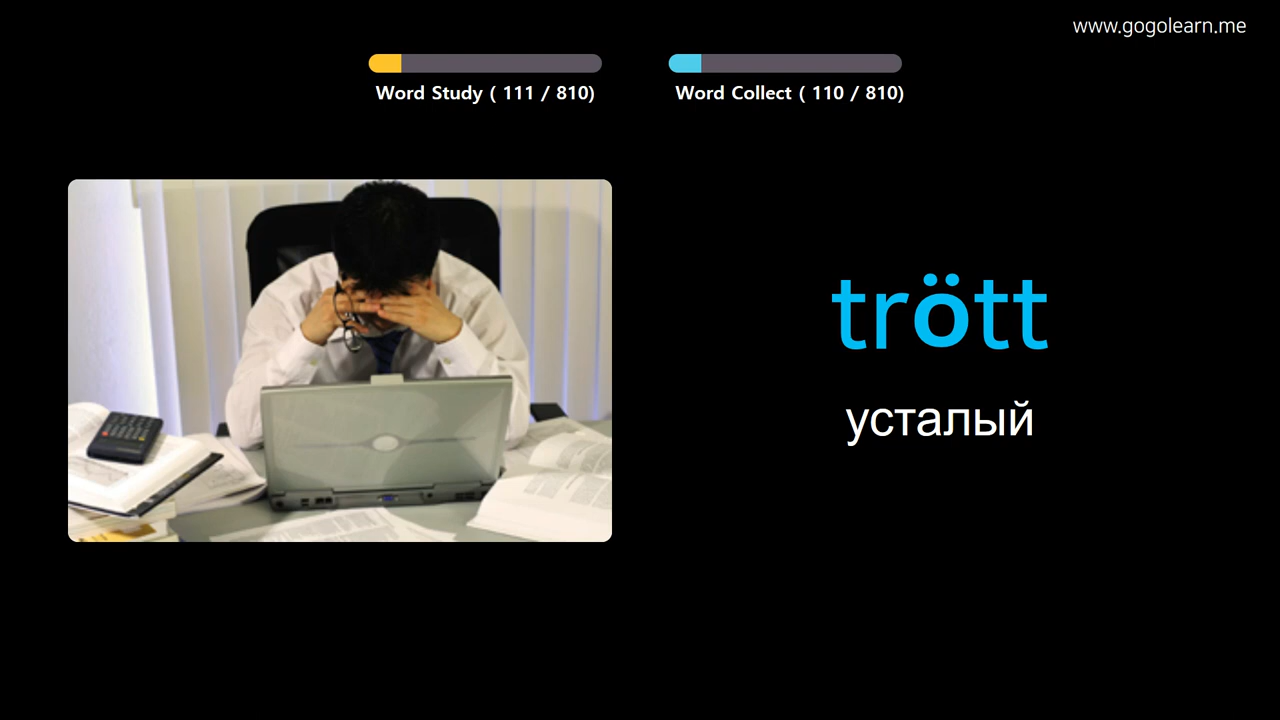 www.gogolearn.me
Word Study ( 111 / 810)
Word Collect ( 110 / 810)
trött
усталый